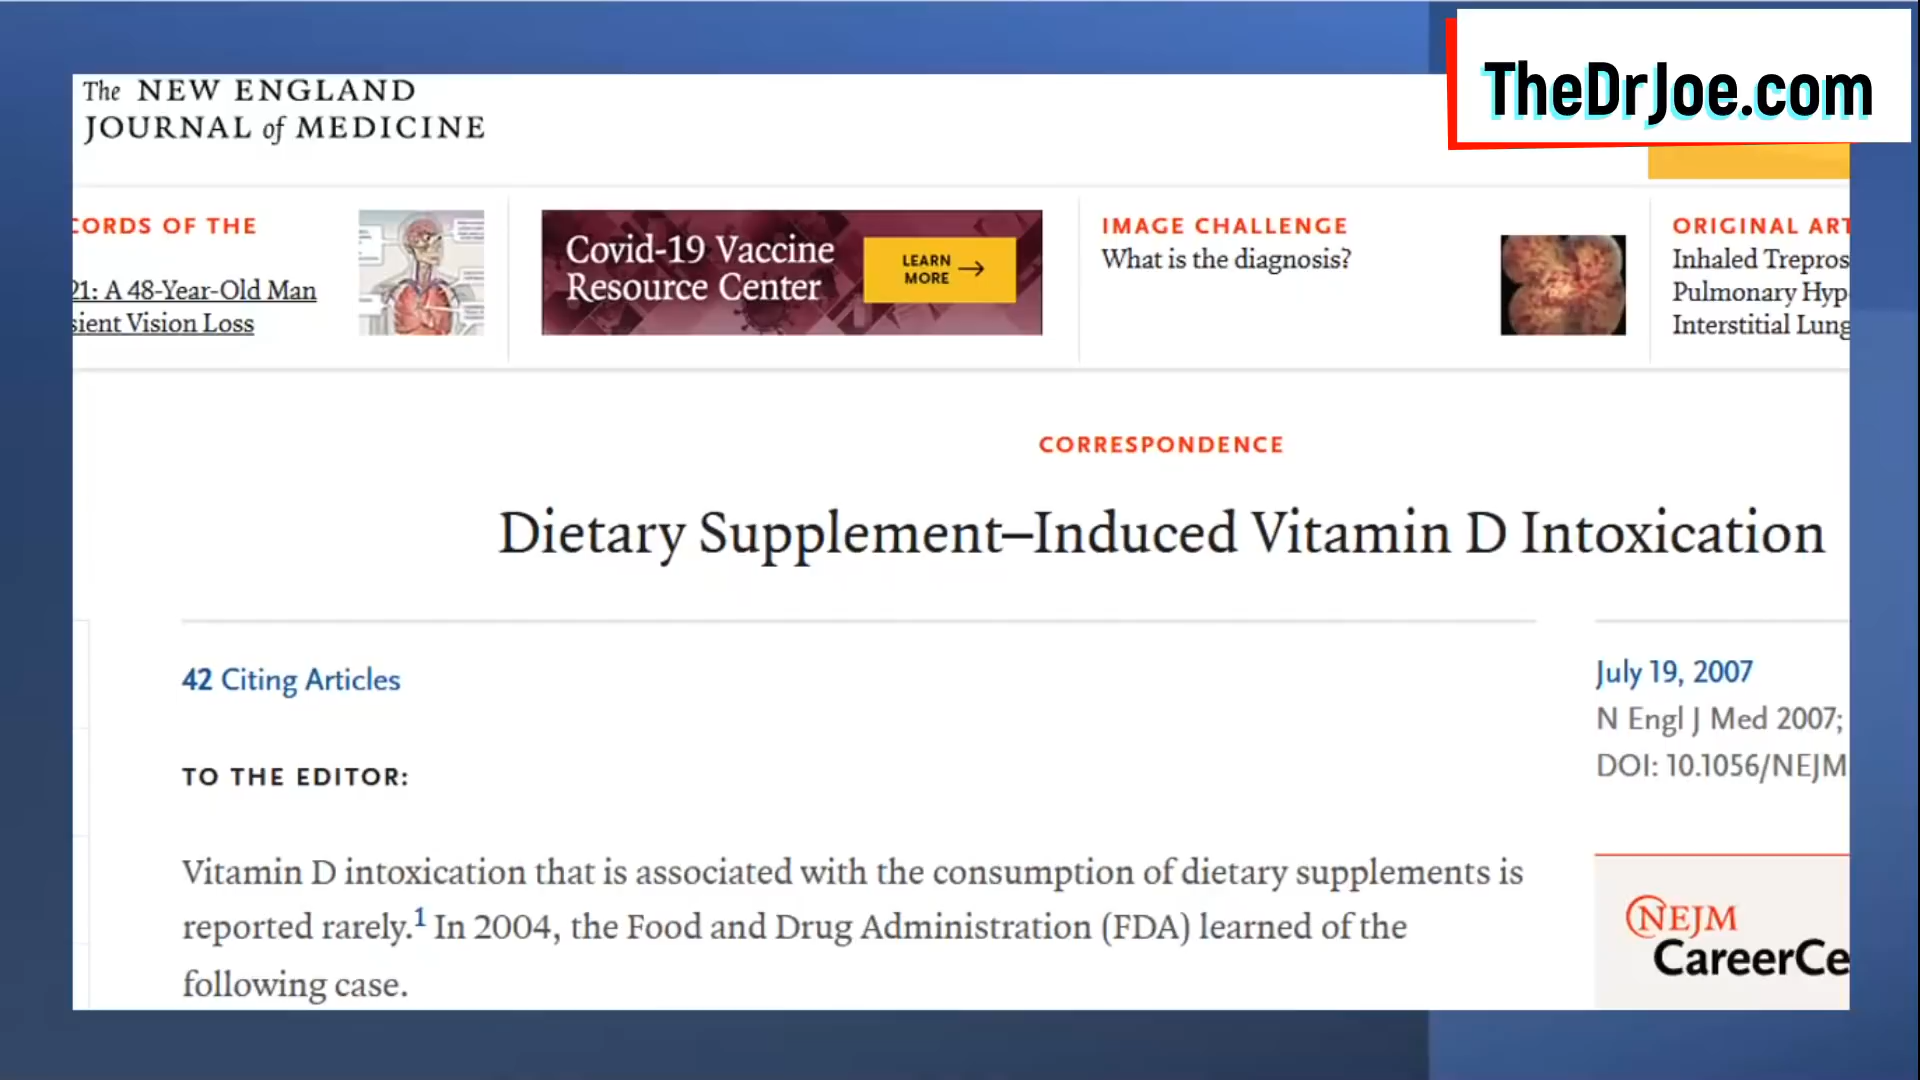 TheDrJoe.com
The NEW ENGLAND
JOURNAL of MEDICINE
CORDS OF THE
21: A 48-Year-Old Man
sient Vision Loss
Covid-19 Vaccine
Resource Center
LEARN
MORE
IMAGE CHALLENGE
What is the diagnosis?
ORIGINAL ART
Inhaled Trepros
Pulmonary Hyp
Interstitial Lung
CORRESPONDENCE
Dietary Supplement–Induced Vitamin D Intoxication
42 Citing Articles
July 19, 2007
N Engl J Med 2007;
DOI: 10.1056/NEJM
TO THE EDITOR:
Vitamin D intoxication that is associated with the consumption of dietary supplements is
reported rarely.1 In 2004, the Food and Drug Administration (FDA) learned of the
following case.
NEJM
CareerCe